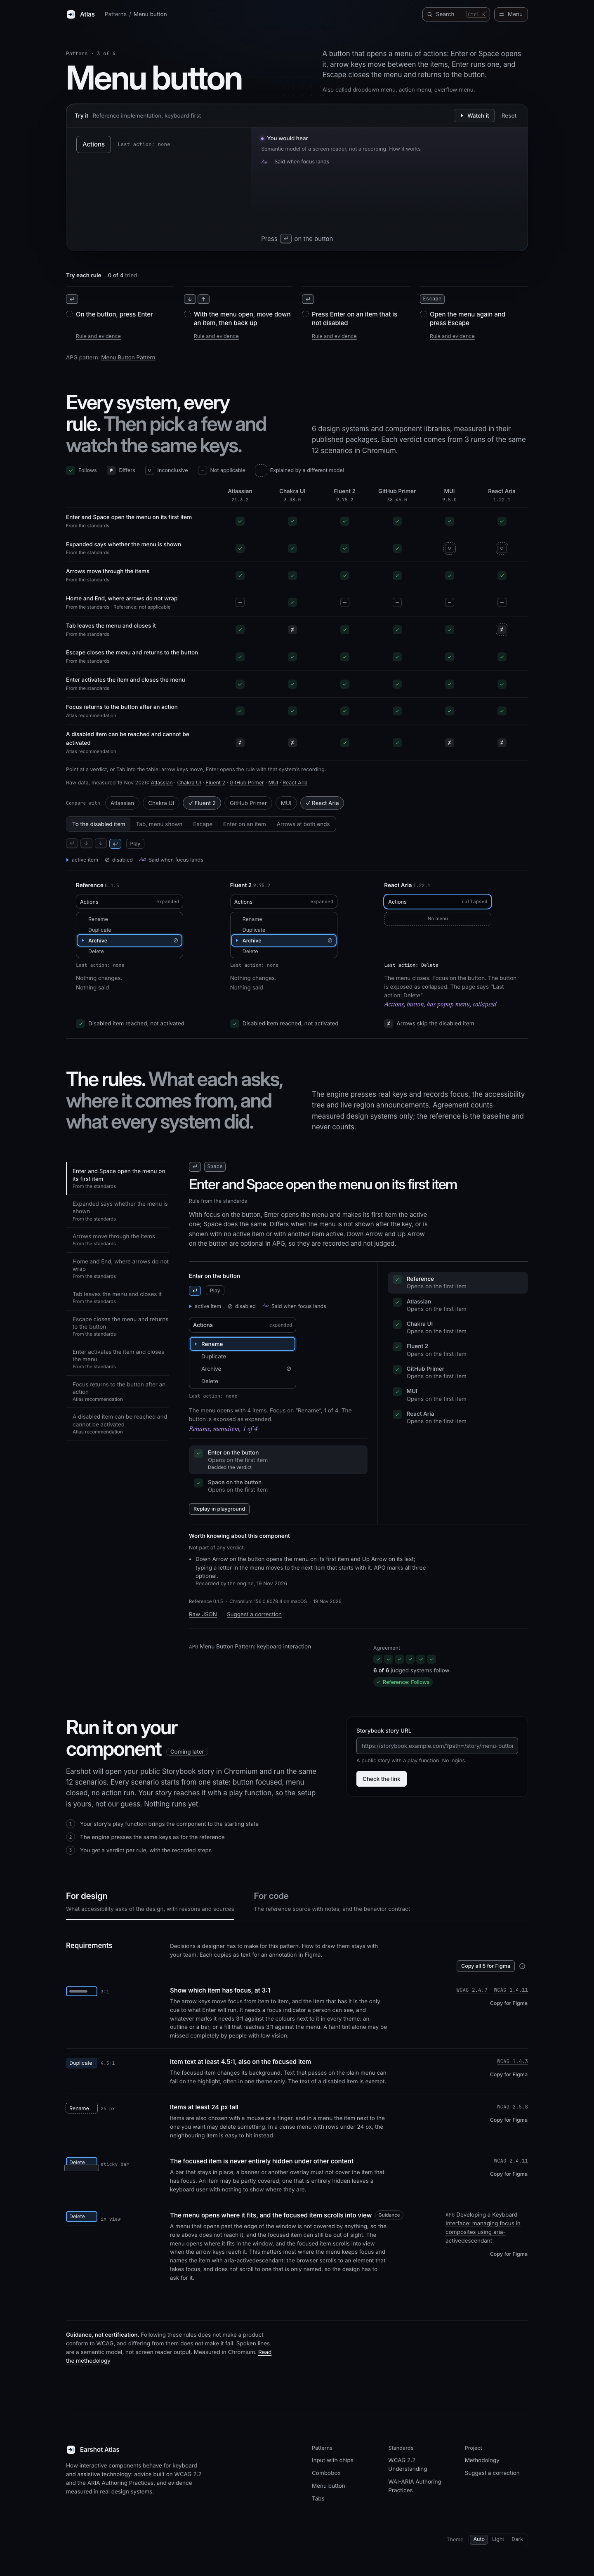 Atlas
Patterns / Menu button
Search Ctrl K
Menu
Pattern · 3 of 4
Menu button
A button that opens a menu of actions: Enter or Space opens
it, arrow keys move between the items, Enter runs one, and
Escape closes the menu and returns to the button.
Also called dropdown menu, action menu, overflow menu.
Try it Reference implementation, keyboard first
Watch it
Reset
Actions
Last action: none
You would hear
Semantic model of a screen reader, not a recording. How it works
Aa Said when focus lands
Press ↵ on the button
Try each rule 0 of 4 tried
↵
On the button, press Enter
Rule and evidence
↓ ↑
With the menu open, move down
an item, then back up
Rule and evidence
↵
Press Enter on an item that is
not disabled
Rule and evidence
Escape
Open the menu again and
press Escape
Rule and evidence
APG pattern: Menu Button Pattern.
Every system, every
rule. Then pick a few and
watch the same keys.
6 design systems and component libraries, measured in their
published packages. Each verdict comes from 3 runs of the same
12 scenarios in Chromium.
Follows
Differs
Inconclusive
Not applicable
Explained by a different model
Atlassian Chakra UI Fluent 2 GitHub Primer MUI React Aria
Enter and Space open the menu on its first item
From the standards
Expanded says whether the menu is shown
From the standards
Arrows move through the items
From the standards
Home and End, where arrows do not wrap
From the standards · Reference: not applicable
Tab leaves the menu and closes it
From the standards
Escape closes the menu and returns to the button
From the standards
Enter activates the item and closes the menu
From the standards
Focus returns to the button after an action
Atlas recommendation
A disabled item can be reached and cannot be
activated
Atlas recommendation
Point at a verdict, or Tab into the table: arrow keys move, Enter opens the rule with that system's recording.
Raw data, measured 19 Nov 2026: Atlassian · Chakra UI · Fluent 2 · GitHub Primer · MUI · React Aria
Compare with
Atlassian
Chakra UI
✓ Fluent 2
GitHub Primer
MUI
✓ React Aria
To the disabled item
Tab, menu shown
Escape
Enter on an item
Arrows at both ends
↵ ↓ ↓ ↵ Play
active item
disabled
Aa Said when focus lands
Reference 0.1.5
Actions expanded
Rename
Duplicate
Archive
Delete
Last action: none
Nothing changes.
Nothing said
Disabled item reached, not activated
Fluent 2 9.75.2
Actions expanded
Rename
Duplicate
Archive
Delete
Last action: none
Nothing changes.
Nothing said
Disabled item reached, not activated
React Aria 1.22.1
Actions collapsed
No menu
Last action: Delete
The menu closes. Focus on the button. The button
is exposed as collapsed. The page says "Last
action: Delete".
Actions, button, has popup menu, collapsed
Arrows skip the disabled item
The rules. What each asks,
where it comes from, and
what every system did.
The engine presses real keys and records focus, the accessibility
tree and live region announcements. Agreement counts
measured design systems only; the reference is the baseline and
never counts.
Enter and Space open the menu on
its first item
From the standards
Expanded says whether the menu is
shown
From the standards
Arrows move through the items
From the standards
Home and End, where arrows do not
wrap
From the standards
Tab leaves the menu and closes it
From the standards
Escape closes the menu and returns
to the button
From the standards
Enter activates the item and closes
the menu
From the standards
Focus returns to the button after an
action
Atlas recommendation
A disabled item can be reached and
cannot be activated
Atlas recommendation
↵ Space
Enter and Space open the menu on its first item
Rule from the standards
With focus on the button, Enter opens the menu and makes its first item the active
one; Space does the same. Differs when the menu is not shown after the key, or is
shown with no active item or with another item active. Down Arrow and Up Arrow
on the button are optional in APG, so they are recorded and not judged.
Enter on the button
↵ Play
active item
disabled
Aa Said when focus lands
Actions expanded
Rename
Duplicate
Archive
Delete
Last action: none
The menu opens with 4 items. Focus on "Rename", 1 of 4. The
button is exposed as expanded.
Rename, menuitem, 1 of 4
Enter on the button
Opens on the first item
Decided the verdict
Space on the button
Opens on the first item
Replay in playground
Reference
Opens on the first item
Atlassian
Opens on the first item
Chakra UI
Opens on the first item
Fluent 2
Opens on the first item
GitHub Primer
Opens on the first item
MUI
Opens on the first item
React Aria
Opens on the first item
Worth knowing about this component
Not part of any verdict.
• Down Arrow on the button opens the menu on its first item and Up Arrow on its last;
typing a letter in the menu moves to the next item that starts with it. APG marks all three
optional.
Recorded by the engine, 19 Nov 2026
Raw JSON
Suggest a correction
APG Menu Button Pattern: keyboard interaction
Agreement
6 of 6 judged systems follow
✓ Reference: Follows
Run it on your
component Coming later
Earshot will open your public Storybook story in Chromium and run the same
12 scenarios. Every scenario starts from one state: button focused, menu
closed, no action run. Your story reaches it with a play function, so the setup
is yours, not our guess. Nothing runs yet.
1 Your story's play function brings the component to the starting state
2 The engine presses the same keys as for the reference
3 You get a verdict per rule, with the recorded steps
Storybook story URL
https://storybook.example.com/?path=/story/menu-butto
A public story with a play function. No logins.
Check the link
For design
What accessibility asks of the design, with reasons and sources
For code
The reference source with notes, and the behavior contract
Requirements
Decisions a designer has to make for this pattern. How to draw them stays with
your team. Each copies as text for an annotation in Figma.
Copy all 5 for Figma
3:1
Show which item has focus, at 3:1
The arrow keys move focus from item to item, and the item that has it is the only
cue to what Enter will run. It needs a focus indicator a person can see, and
whatever marks it needs 3:1 against the colours next to it in every theme: an
outline or a bar, or a fill that reaches 3:1 against the menu. A faint tint alone may be
missed completely by people with low vision.
WCAG 2.4.7 WCAG 1.4.11
Copy for Figma
Duplicate 4.5:1
Item text at least 4.5:1, also on the focused item
The focused item changes its background. Text that passes on the plain menu can
fail on the highlight, often in one theme only. The text of a disabled item is exempt.
WCAG 1.4.3
Copy for Figma
Rename 24 px
Items at least 24 px tall
Items are also chosen with a mouse or a finger, and in a menu the item next to the
one you want may delete something. In a dense menu with rows under 24 px, the
neighbouring item is easy to hit instead.
WCAG 2.5.8
Copy for Figma
Delete sticky bar
The focused item is never entirely hidden under other content
A bar that stays in place, a banner or another overlay must not cover the item that
has focus. An item may be partly covered; one that is entirely covered leaves a
keyboard user with nothing to show where they are.
WCAG 2.4.11
Copy for Figma
Delete in view
The menu opens where it fits, and the focused item scrolls into view Guidance
A menu that opens past the edge of the window is not covered by anything, so the
rule above does not reach it, and the focused item can still be out of sight. The
menu opens where it fits in the window, and the focused item scrolls into view
when the arrow keys reach it. This matters most where the menu keeps focus and
names the item with aria-activedescendant: the browser scrolls to an element that
takes focus, and does not scroll to one that is only named, so the design has to
ask for it.
APG Developing a Keyboard
Interface: managing focus in
composites using aria-
activedescendant
Copy for Figma
Guidance, not certification. Following these rules does not make a product
conform to WCAG, and differing from them does not make it fail. Spoken lines
are a semantic model, not screen reader output. Measured in Chromium. Read
the methodology
Earshot Atlas
How interactive components behave for keyboard
and assistive technology: advice built on WCAG 2.2
and the ARIA Authoring Practices, and evidence
measured in real design systems.
Patterns
Input with chips
Combobox
Menu button
Tabs
Standards
WCAG 2.2
Understanding
WAI-ARIA Authoring
Practices
Project
Methodology
Suggest a correction
Theme Auto Light Dark